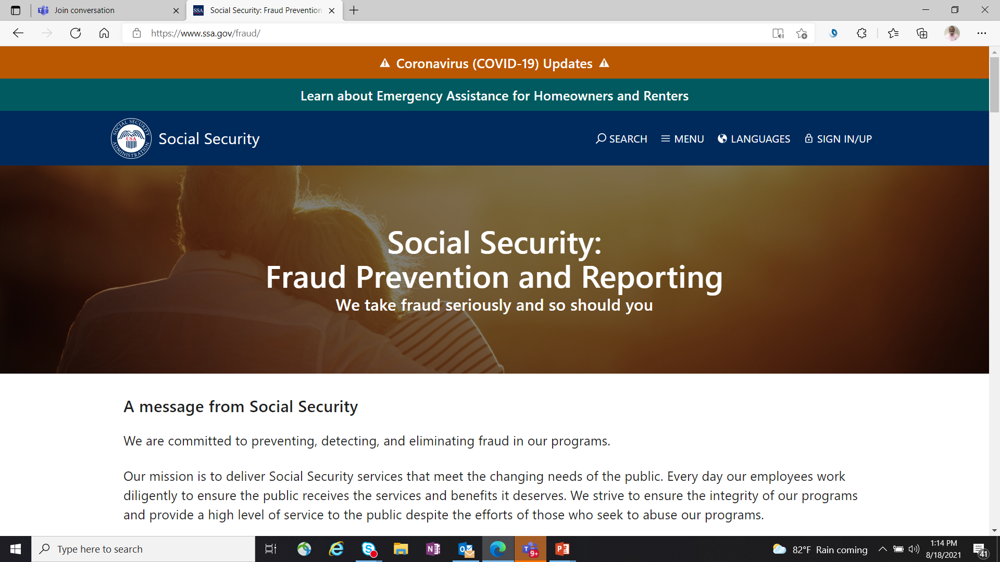 Join conversation
SSA
Social Security: Fraud Prevention
https://www.ssa.gov/fraud/
Coronavirus (COVID-19) Updates
Learn about Emergency Assistance for Homeowners and Renters
SOCIAL SECURITY ADMINISTRATION
USA
Social Security
SEARCH
MENU
LANGUAGES
SIGN IN/UP
Social Security:
Fraud Prevention and Reporting
We take fraud seriously and so should you
A message from Social Security
We are committed to preventing, detecting, and eliminating fraud in our programs.
Our mission is to deliver Social Security services that meet the changing needs of the public. Every day our employees work
diligently to ensure the public receives the services and benefits it deserves. We strive to ensure the integrity of our programs
and provide a high level of service to the public despite the efforts of those who seek to abuse our programs.
Type here to search
9+
82°F Rain coming
1:14 PM
8/18/2021
41